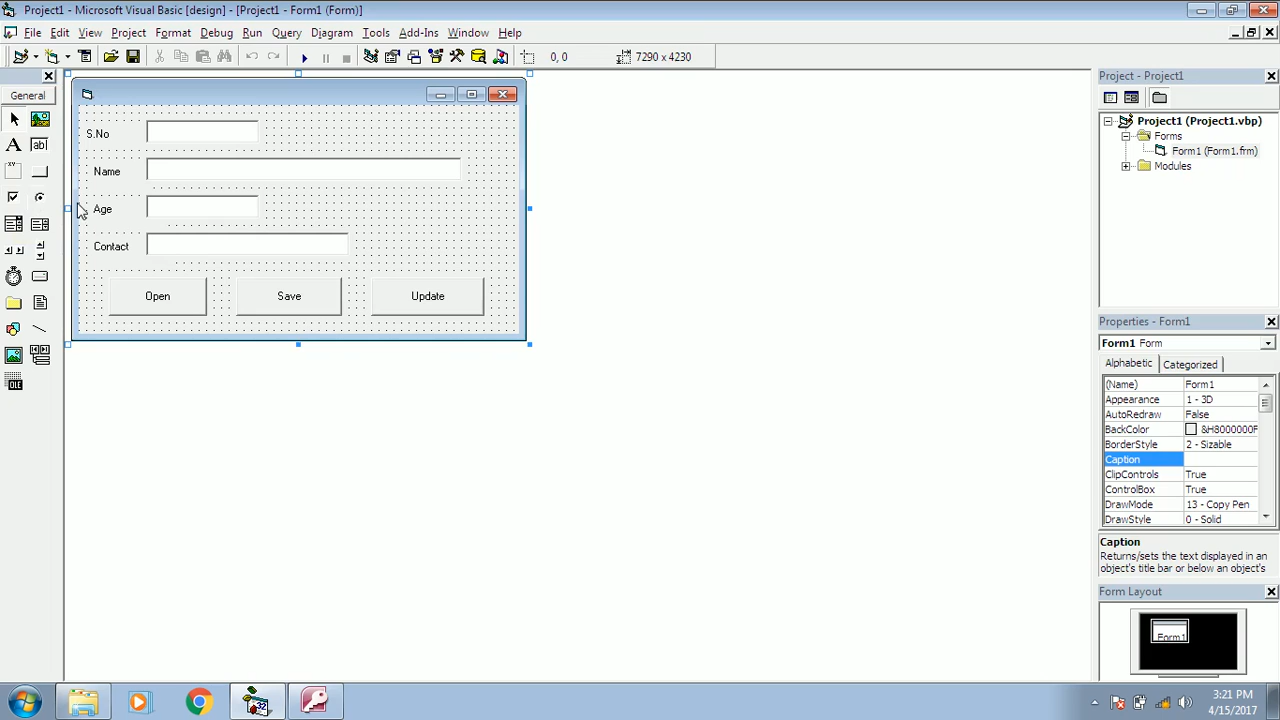 Project1 - Microsoft Visual Basic [design] - [Project1 - Form1 (Form)]
File Edit View Project Format Debug Run Query Diagram Tools Add-Ins Window Help
0, 0 7290 x 4230
General
A ab|
xy
OLE
S.No
Name
Age
Contact
Open Save Update
Project - Project1
Project1 (Project1.vbp)
Forms
Form1 (Form1.frm)
Modules
Properties - Form1
Form1 Form
Alphabetic Categorized
(Name) Form1
Appearance 1 - 3D
AutoRedraw False
BackColor &H8000000F
BorderStyle 2 - Sizable
Caption
ClipControls True
ControlBox True
DrawMode 13 - Copy Pen
DrawStyle 0 - Solid
Caption
Returns/sets the text displayed in an
object's title bar or below an object's
Form Layout
Form1
32
3:21 PM
4/15/2017